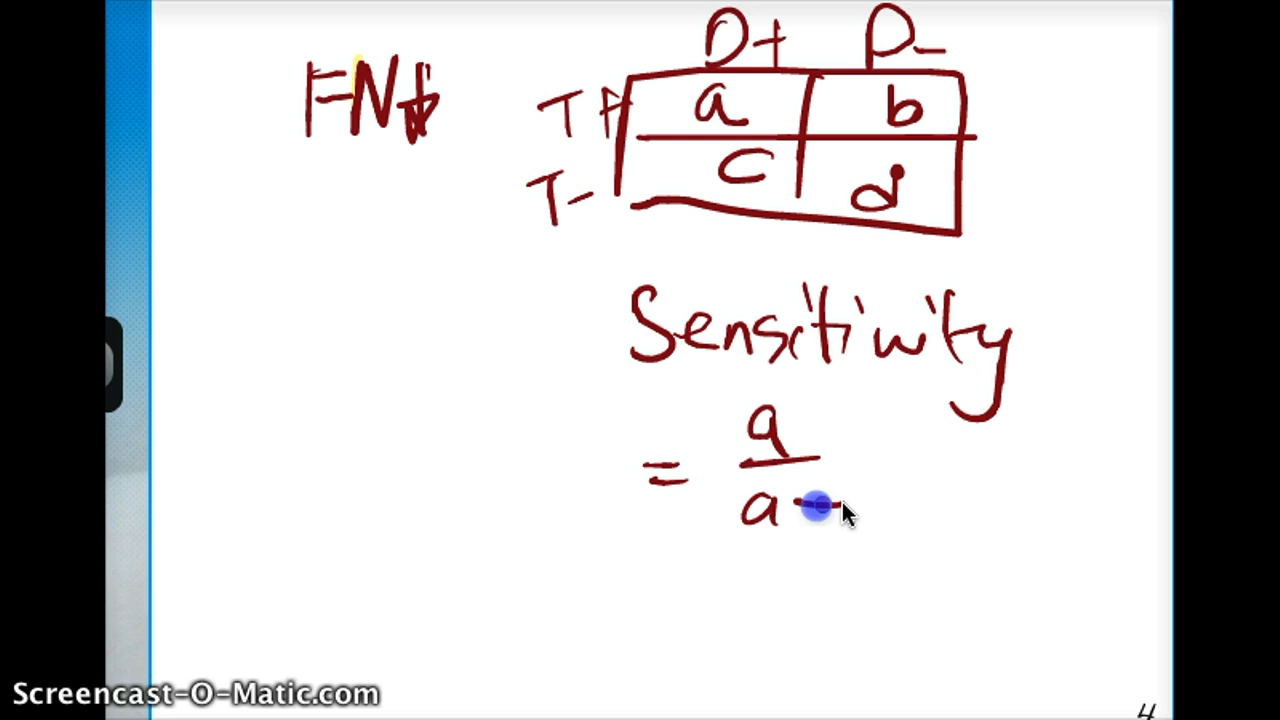 D+ D-
FN↓
T+ a b
T- c d
Sensitivity
= a
a -
4
Screencast-O-Matic.com